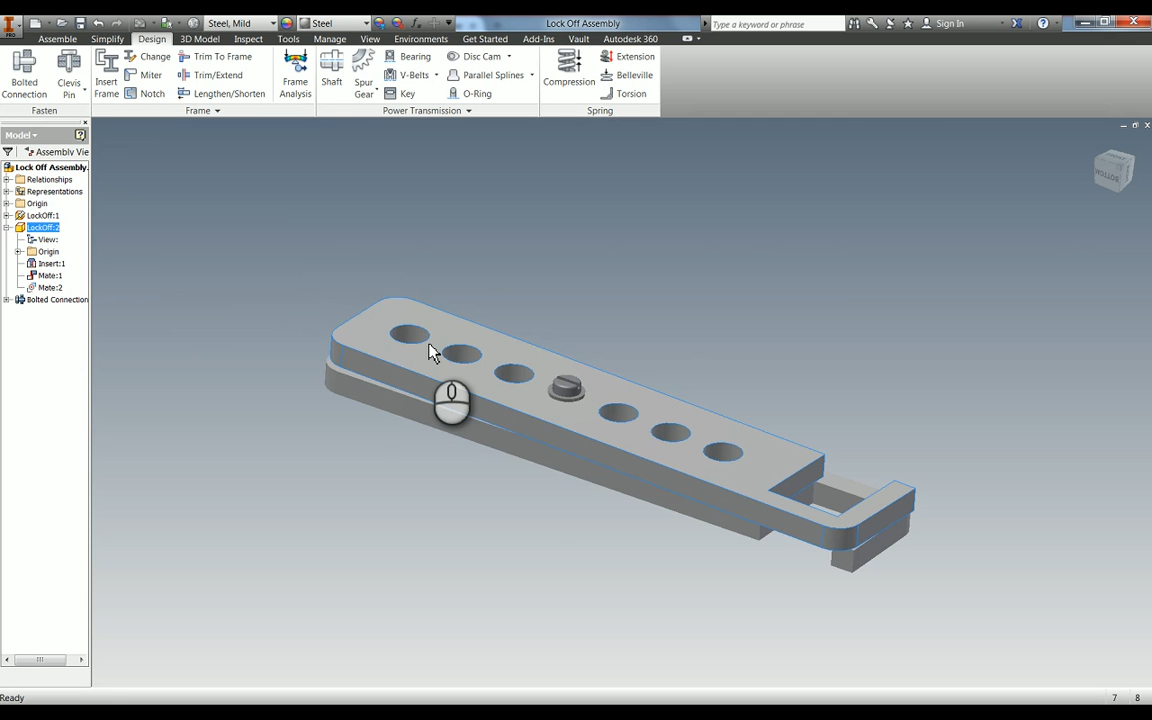 PRO
Steel, Mild
Steel
Lock Off Assembly
Type a keyword or phrase
Sign In
Assemble
Simplify
Design
3D Model
Inspect
Tools
Manage
View
Environments
Get Started
Add-Ins
Vault
Autodesk 360
Bolted Connection
Clevis Pin
Insert Frame
Change
Miter
Notch
Trim To Frame
Trim/Extend
Lengthen/Shorten
Frame Analysis
Shaft
Spur Gear
Bearing
V-Belts
Key
Disc Cam
Parallel Splines
O-Ring
Compression
Extension
Belleville
Torsion
Fasten
Frame
Power Transmission
Spring
Model
Assembly Vie
Lock Off Assembly.
Relationships
Representations
Origin
LockOff:1
LockOff:2
View:
Origin
Insert:1
Mate:1
Mate:2
Bolted Connection
BOTTOM
Ready
7 8